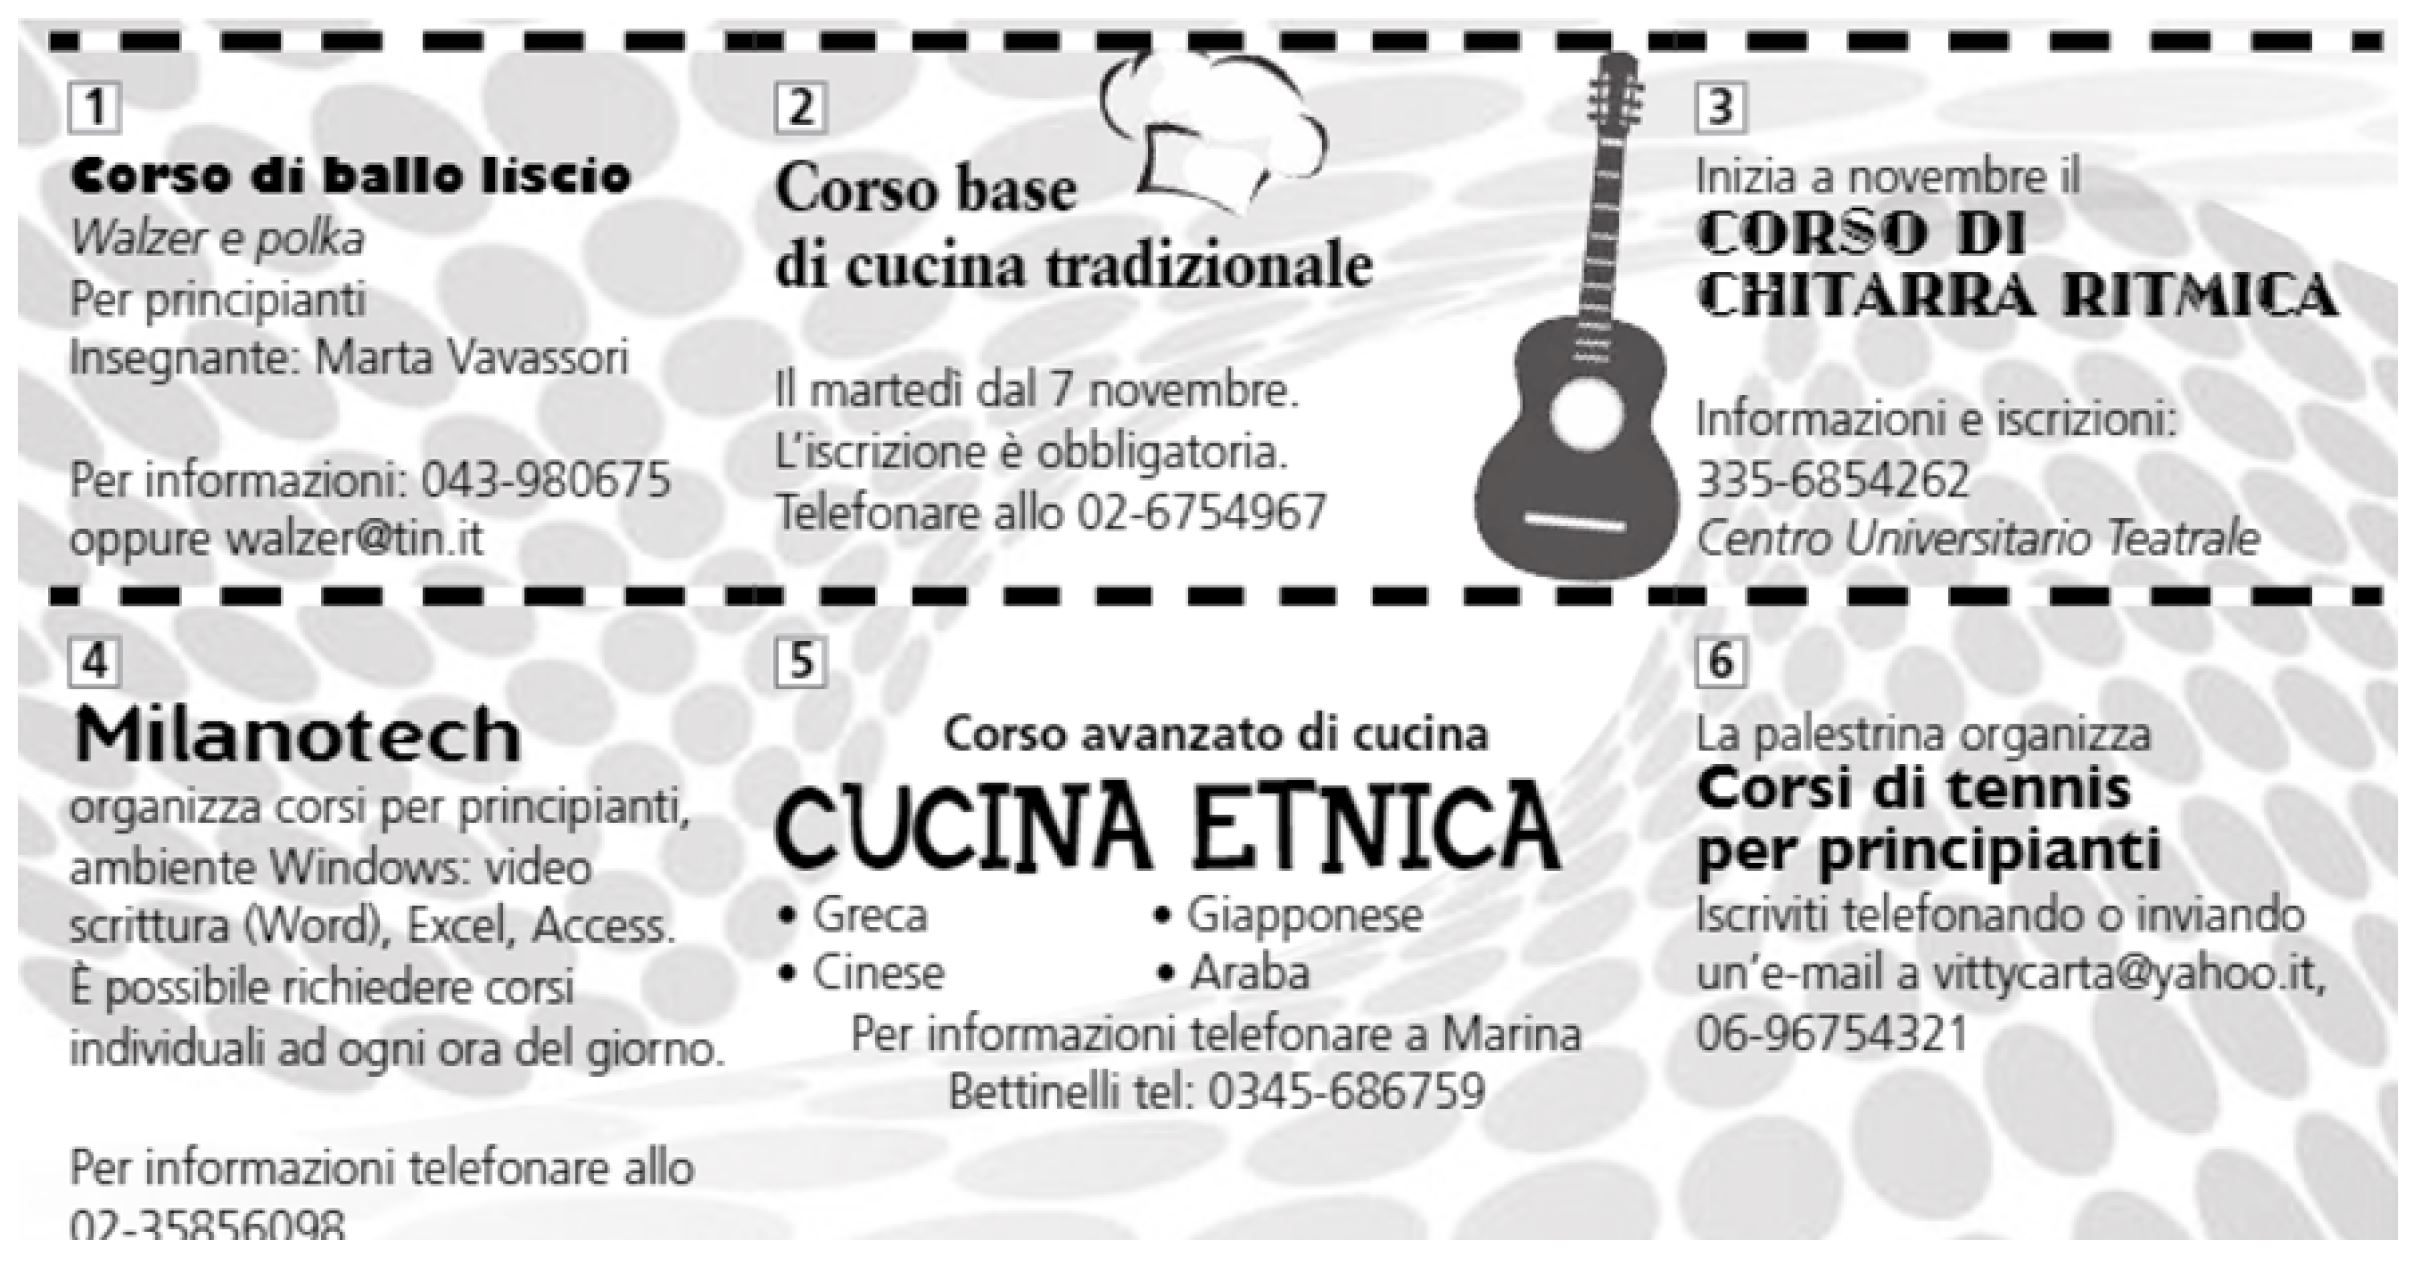 1
Corso di ballo liscio
Walzer e polka
Per principianti
Insegnante: Marta Vavassori
Per informazioni: 043-980675
oppure walzer@tin.it
2
Corso base
di cucina tradizionale
Il martedì dal 7 novembre.
L'iscrizione è obbligatoria.
Telefonare allo 02-6754967
3
Inizia a novembre il
CORSO DI
CHITARRA RITMICA
Informazioni e iscrizioni:
335-6854262
Centro Universitario Teatrale
4
Milanotech
organizza corsi per principianti,
ambiente Windows: video
scrittura (Word), Excel, Access.
È possibile richiedere corsi
individuali ad ogni ora del giorno.
Per informazioni telefonare allo
02-35856098
5
Corso avanzato di cucina
CUCINA ETNICA
• Greca • Giapponese
• Cinese • Araba
Per informazioni telefonare a Marina
Bettinelli tel: 0345-686759
6
La palestrina organizza
Corsi di tennis
per principianti
Iscriviti telefonando o inviando
un'e-mail a vittycarta@yahoo.it,
06-96754321